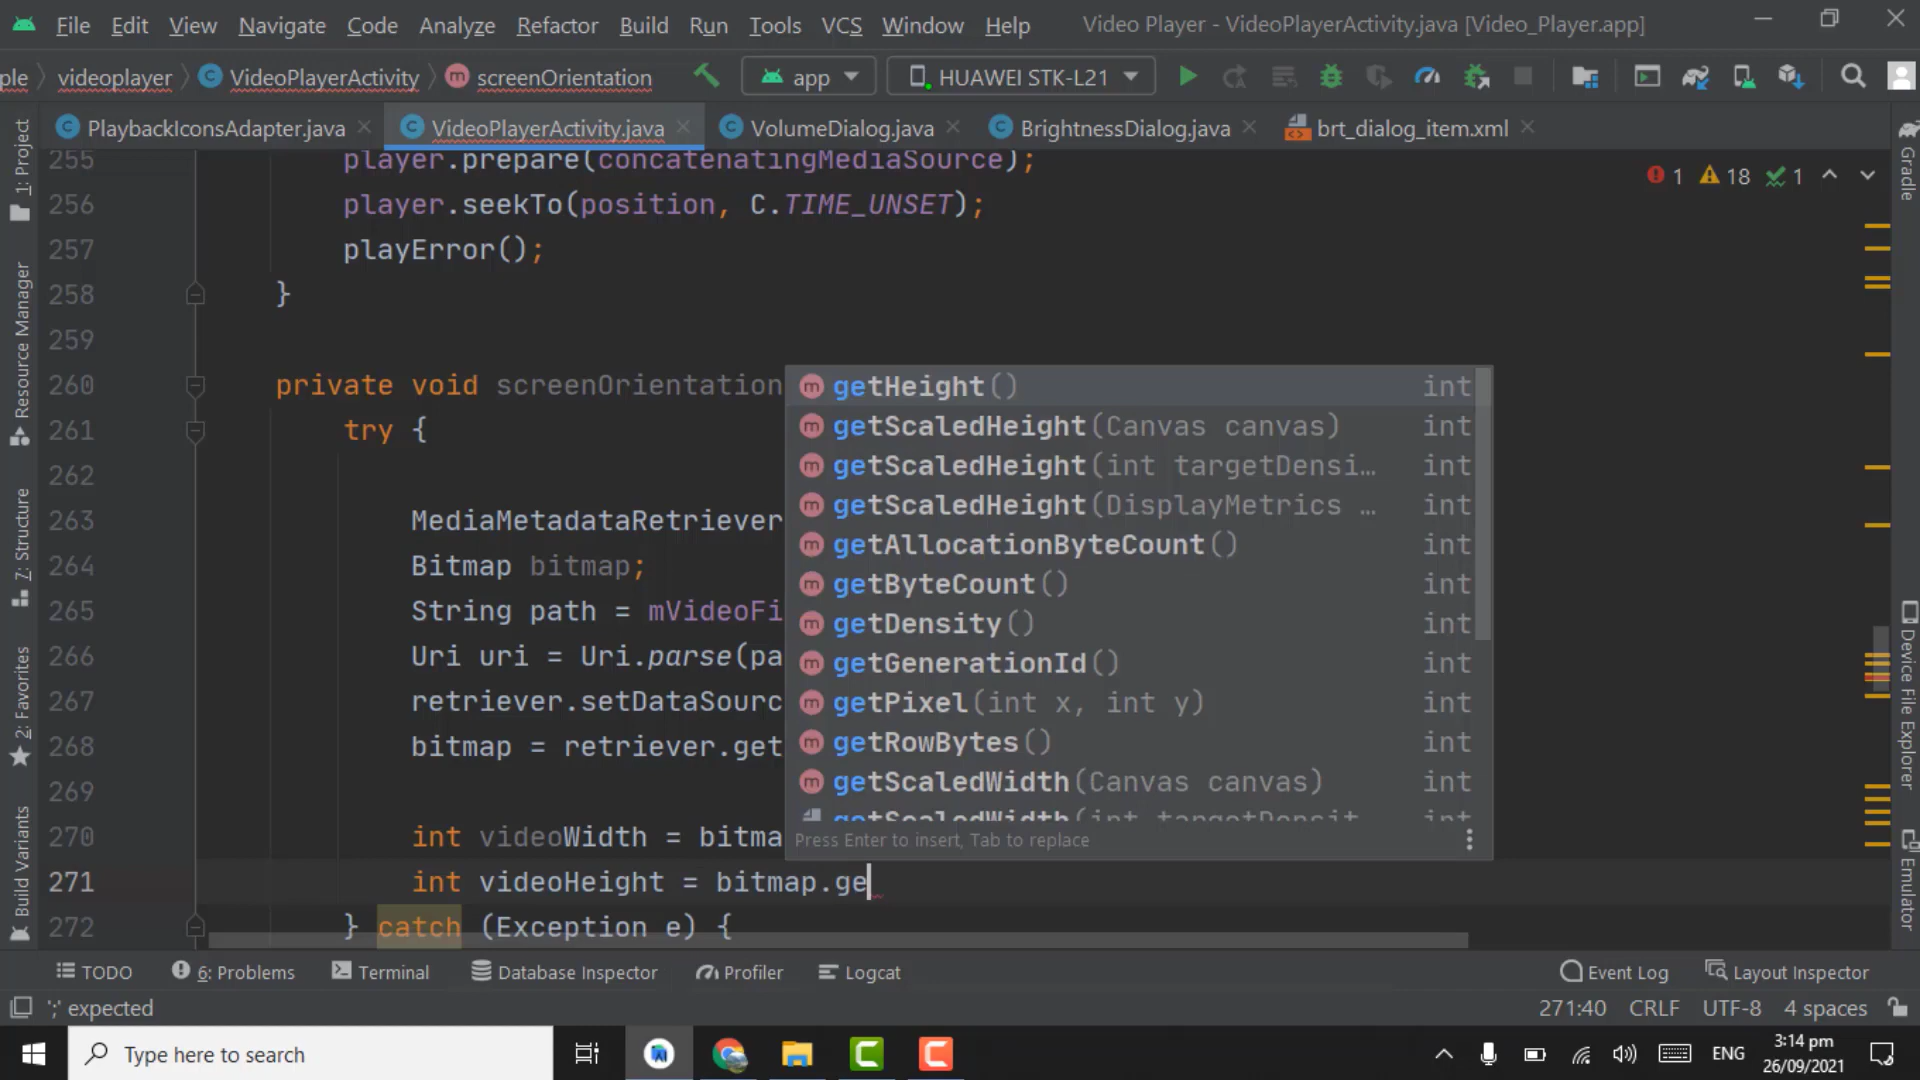 File Edit View Navigate Code Analyze Refactor Build Run Tools VCS Window Help Video Player - VideoPlayerActivity.java [Video_Player.app]
ple videoplayer VideoPlayerActivity screenOrientation app HUAWEI STK-L21
PlaybackIconsAdapter.java VideoPlayerActivity.java VolumeDialog.java BrightnessDialog.java brt_dialog_item.xml
1 18 1
255 player.prepare(concatenatingMediaSource);
256 player.seekTo(position, C.TIME_UNSET);
257 playError();
258 }
259
260 private void screenOrientation
261 try {
262
263 MediaMetadataRetriever
264 Bitmap bitmap;
265 String path = mVideoFi
266 Uri uri = Uri.parse(pa
267 retriever.setDataSourc
268 bitmap = retriever.get
269
270 int videoWidth = bitma
271 int videoHeight = bitmap.ge
272 } catch (Exception e) {
getHeight() int
getScaledHeight(Canvas canvas) int
getScaledHeight(int targetDensi… int
getScaledHeight(DisplayMetrics … int
getAllocationByteCount() int
getByteCount() int
getDensity() int
getGenerationId() int
getPixel(int x, int y) int
getRowBytes() int
getScaledWidth(Canvas canvas) int
getScaledWidth(int targetDensit int
Press Enter to insert, Tab to replace
1: Project
Resource Manager
7: Structure
2: Favorites
Build Variants
Gradle
Device File Explorer
Emulator
TODO 6: Problems Terminal Database Inspector Profiler Logcat Event Log Layout Inspector
';' expected 271:40 CRLF UTF-8 4 spaces
Type here to search ENG 3:14 pm
26/09/2021